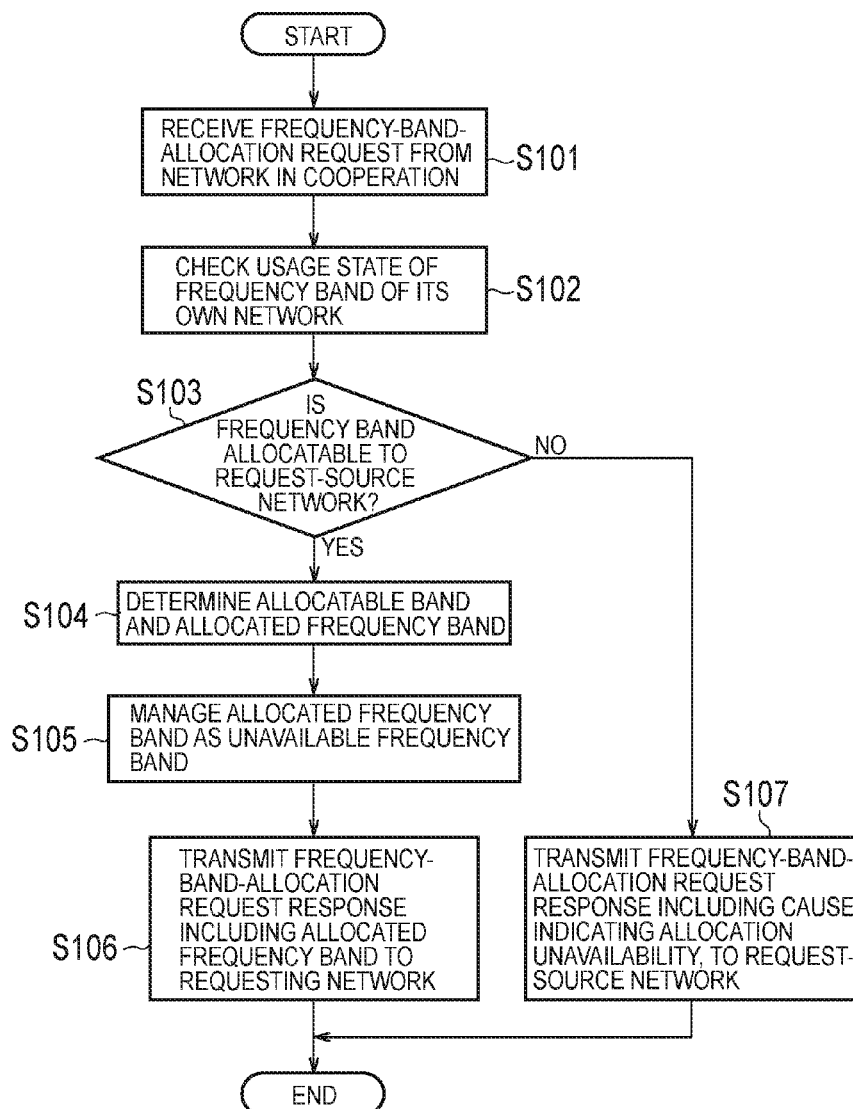 START
RECEIVE FREQUENCY-BAND-
ALLOCATION REQUEST FROM
NETWORK IN COOPERATION
S101
CHECK USAGE STATE OF
FREQUENCY BAND OF ITS
OWN NETWORK
S102
S103
IS
FREQUENCY BAND
ALLOCATABLE TO
REQUEST-SOURCE
NETWORK?
NO
YES
S104
DETERMINE ALLOCATABLE BAND
AND ALLOCATED FREQUENCY BAND
S105
MANAGE ALLOCATED FREQUENCY
BAND AS UNAVAILABLE FREQUENCY
BAND
S106
TRANSMIT FREQUENCY-
BAND-ALLOCATION
REQUEST RESPONSE
INCLUDING ALLOCATED
FREQUENCY BAND TO
REQUESTING NETWORK
S107
TRANSMIT FREQUENCY-BAND-
ALLOCATION REQUEST
RESPONSE INCLUDING CAUSE
INDICATING ALLOCATION
UNAVAILABILITY, TO REQUEST-
SOURCE NETWORK
END